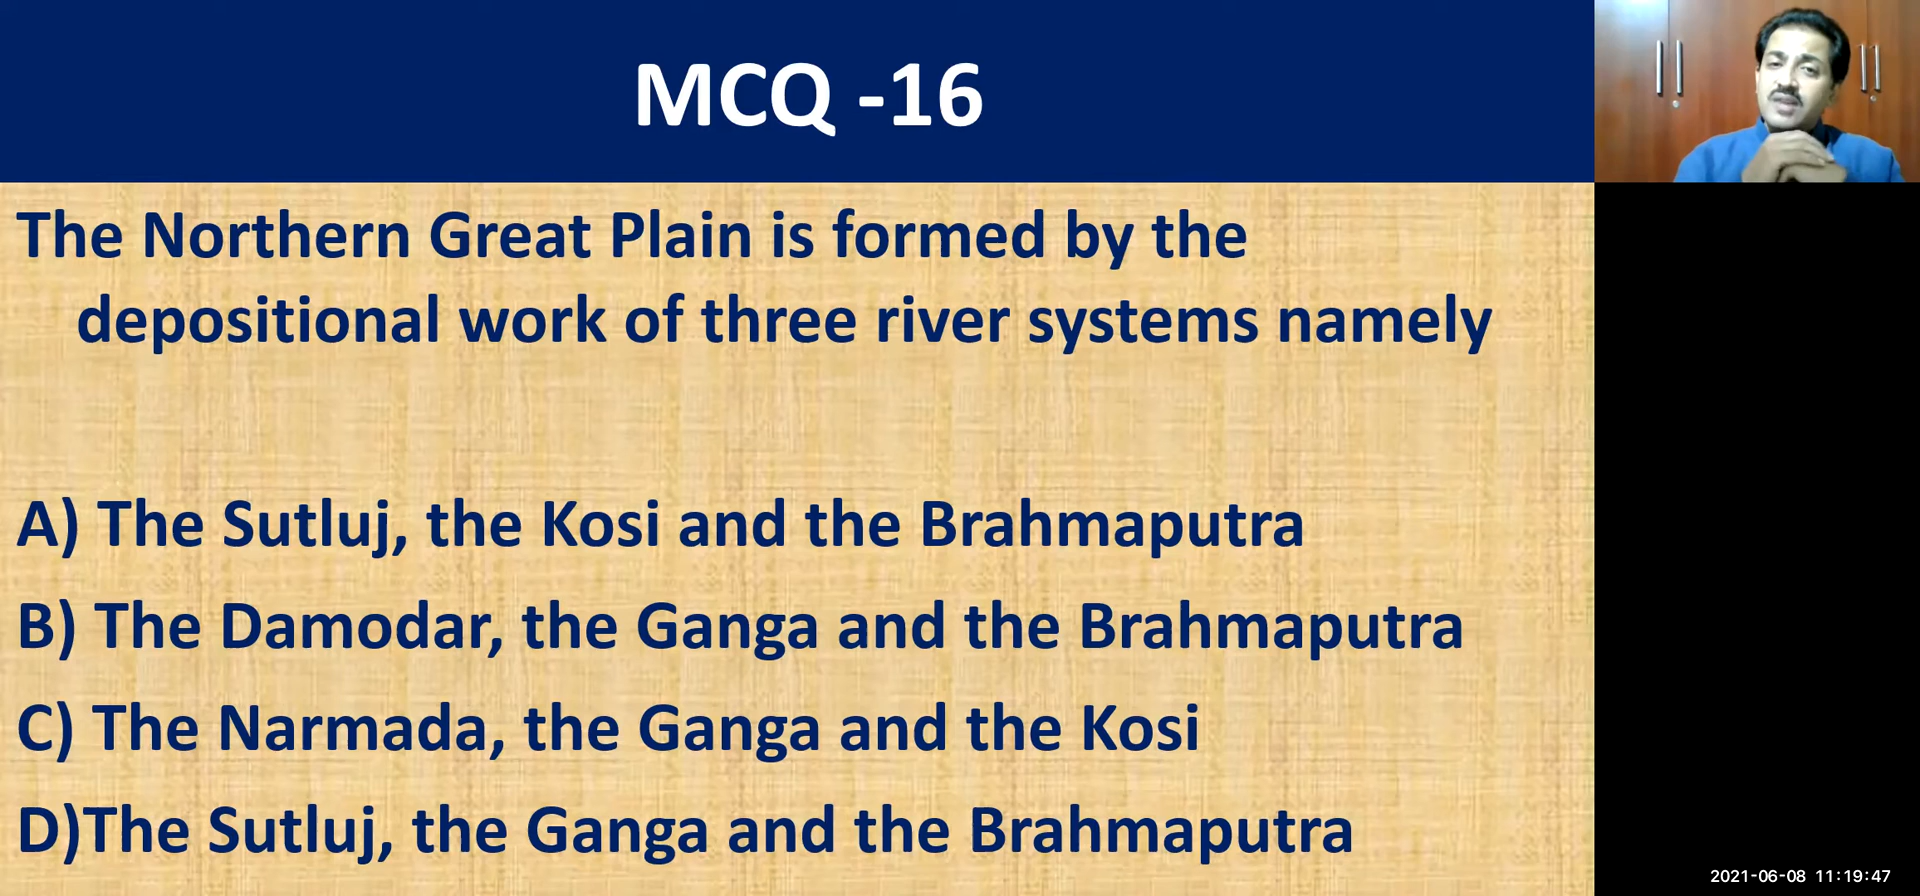 MCQ -16
The Northern Great Plain is formed by the
depositional work of three river systems namely
A) The Sutluj, the Kosi and the Brahmaputra
B) The Damodar, the Ganga and the Brahmaputra
C) The Narmada, the Ganga and the Kosi
D)The Sutluj, the Ganga and the Brahmaputra
2021-06-08 11:19:47